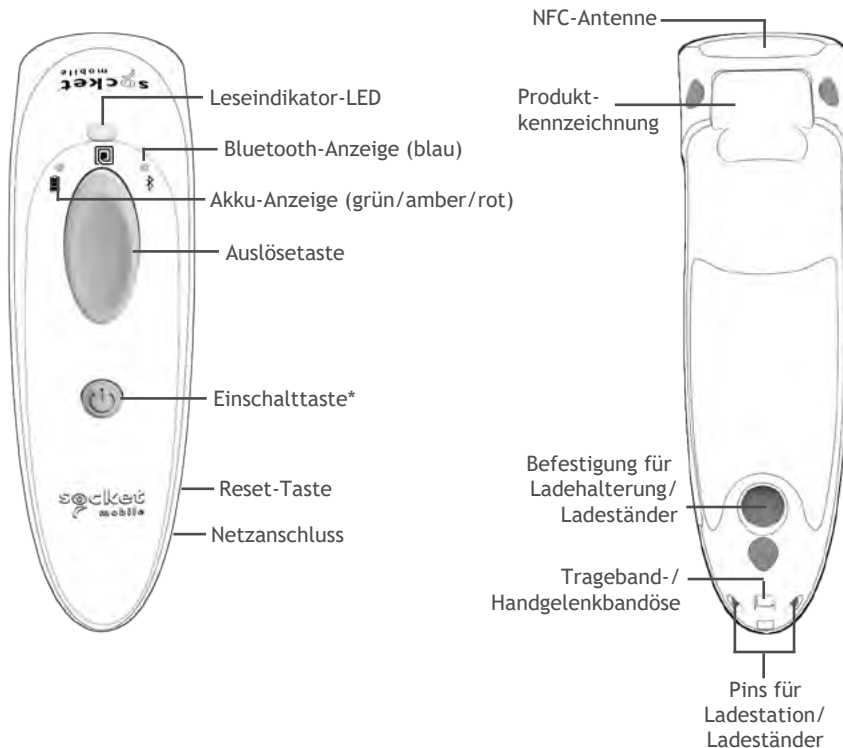 socket
mobile
Leseindikator-LED
Bluetooth-Anzeige (blau)
Akku-Anzeige (grün/amber/rot)
Auslösetaste
Einschalttaste*
Reset-Taste
socket
mobile
Netzanschluss
NFC-Antenne
Produkt-
kennzeichnung
Befestigung für
Ladehalterung/
Ladeständer
Trageband-/
Handgelenkbandöse
Pins für
Ladestation/
Ladeständer